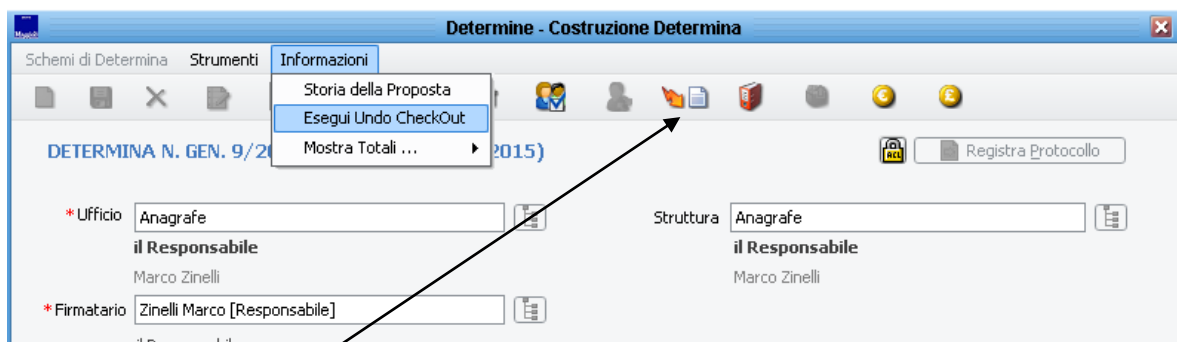 Determine - Costruzione Determina
Schemi di Determina Strumenti Informazioni
Storia della Proposta
Esegui Undo CheckOut
Mostra Totali ...
DETERMINA N. GEN. 9/20 2015)
ACL
Registra Protocollo
*Ufficio Anagrafe Struttura Anagrafe
il Responsabile il Responsabile
Marco Zinelli Marco Zinelli
*Firmatario Zinelli Marco [Responsabile]